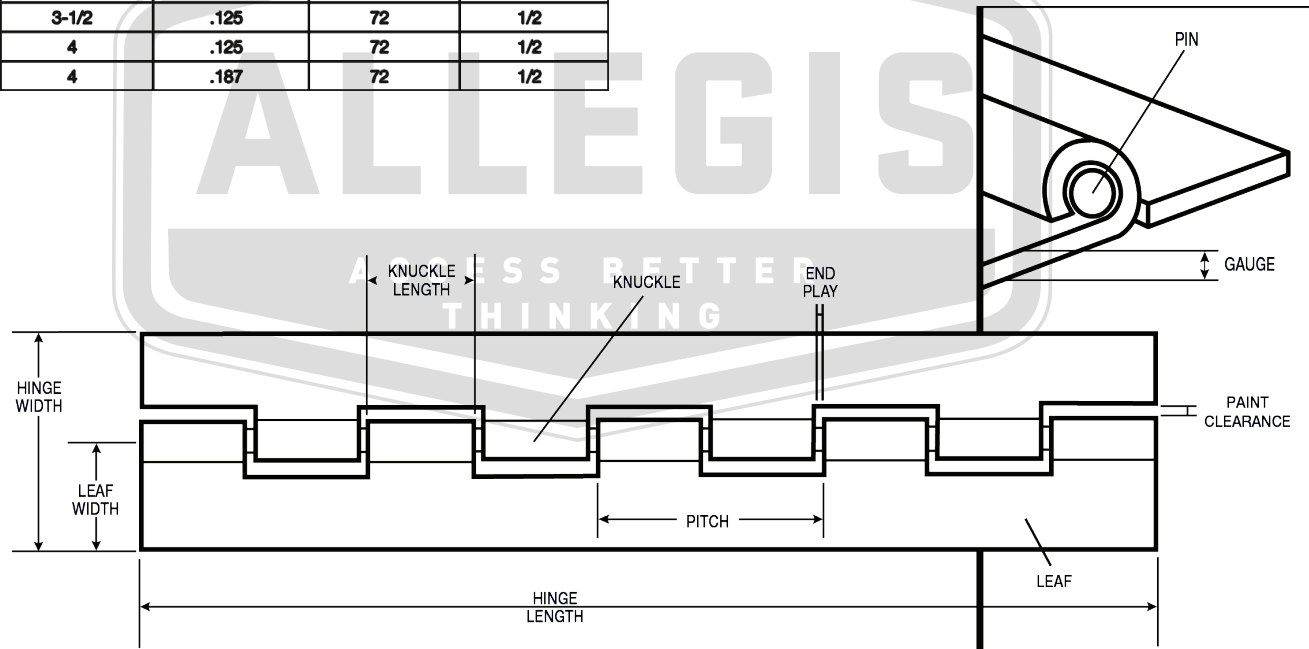 3-1/2 .125 72 1/2
4 .125 72 1/2
4 .187 72 1/2
ALLEGIS
ACCESS BETTER
THINKING
PIN
GAUGE
KNUCKLE
LENGTH
KNUCKLE
END
PLAY
HINGE
WIDTH
PAINT
CLEARANCE
LEAF
WIDTH
PITCH
LEAF
HINGE
LENGTH